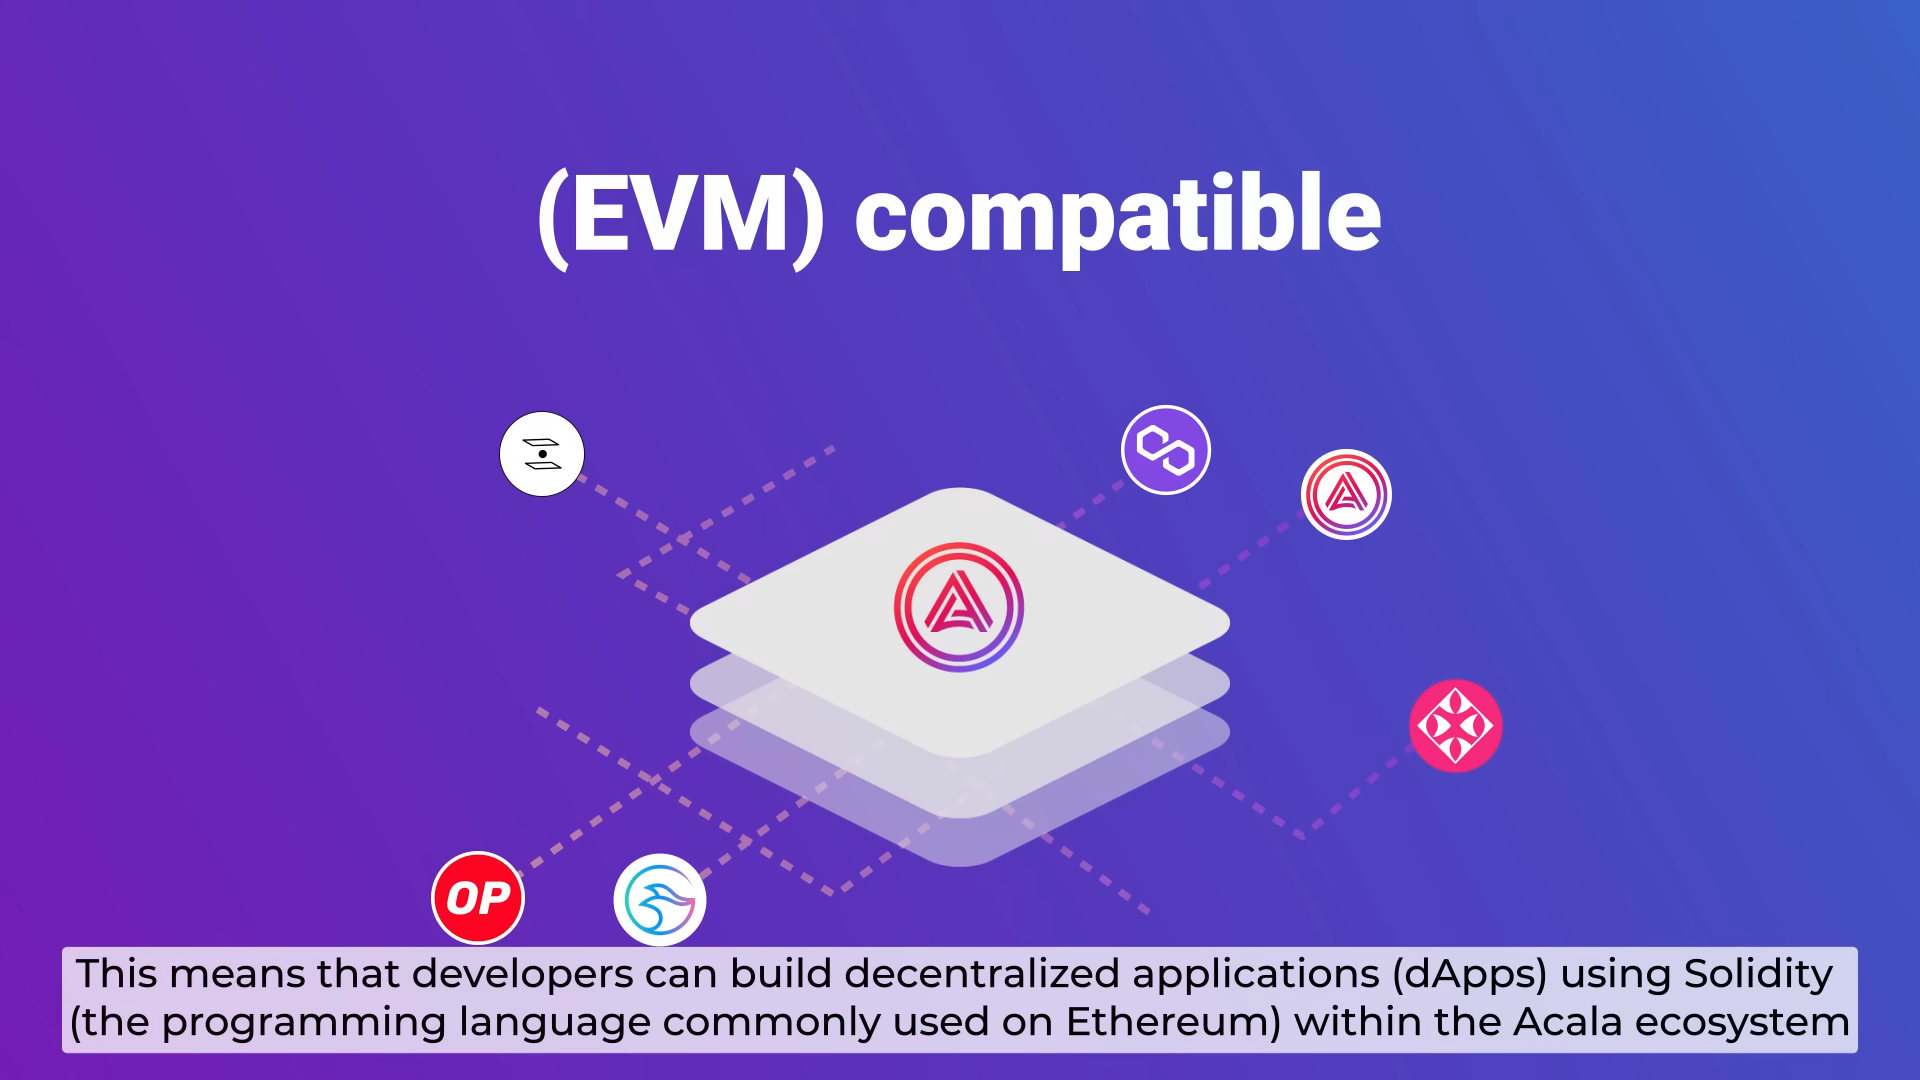 (EVM) compatible
OP
This means that developers can build decentralized applications (dApps) using Solidity
(the programming language commonly used on Ethereum) within the Acala ecosystem